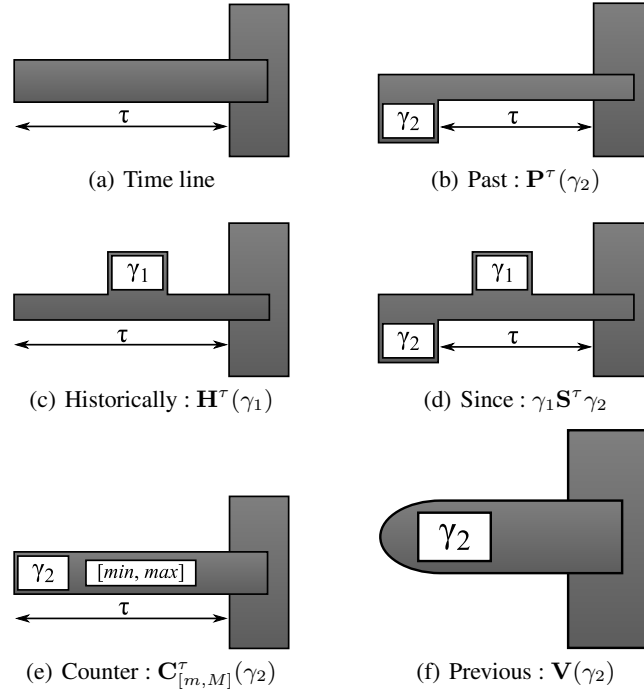 τ
γ₂
τ
(a) Time line
(b) Past : 𝐏^τ(γ₂)
γ₁
τ
γ₁
γ₂
τ
(c) Historically : 𝐇^τ(γ₁)
(d) Since : γ₁𝐒^τγ₂
γ₂ [min, max]
τ
γ₂
(e) Counter : 𝐂^τ_[m,M](γ₂)
(f) Previous : 𝐕(γ₂)